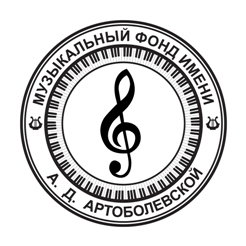 МУЗЫКАЛЬНЫЙ ФОНД ИМЕНИ
А. Д. АРТОБОЛЕВСКОЙ